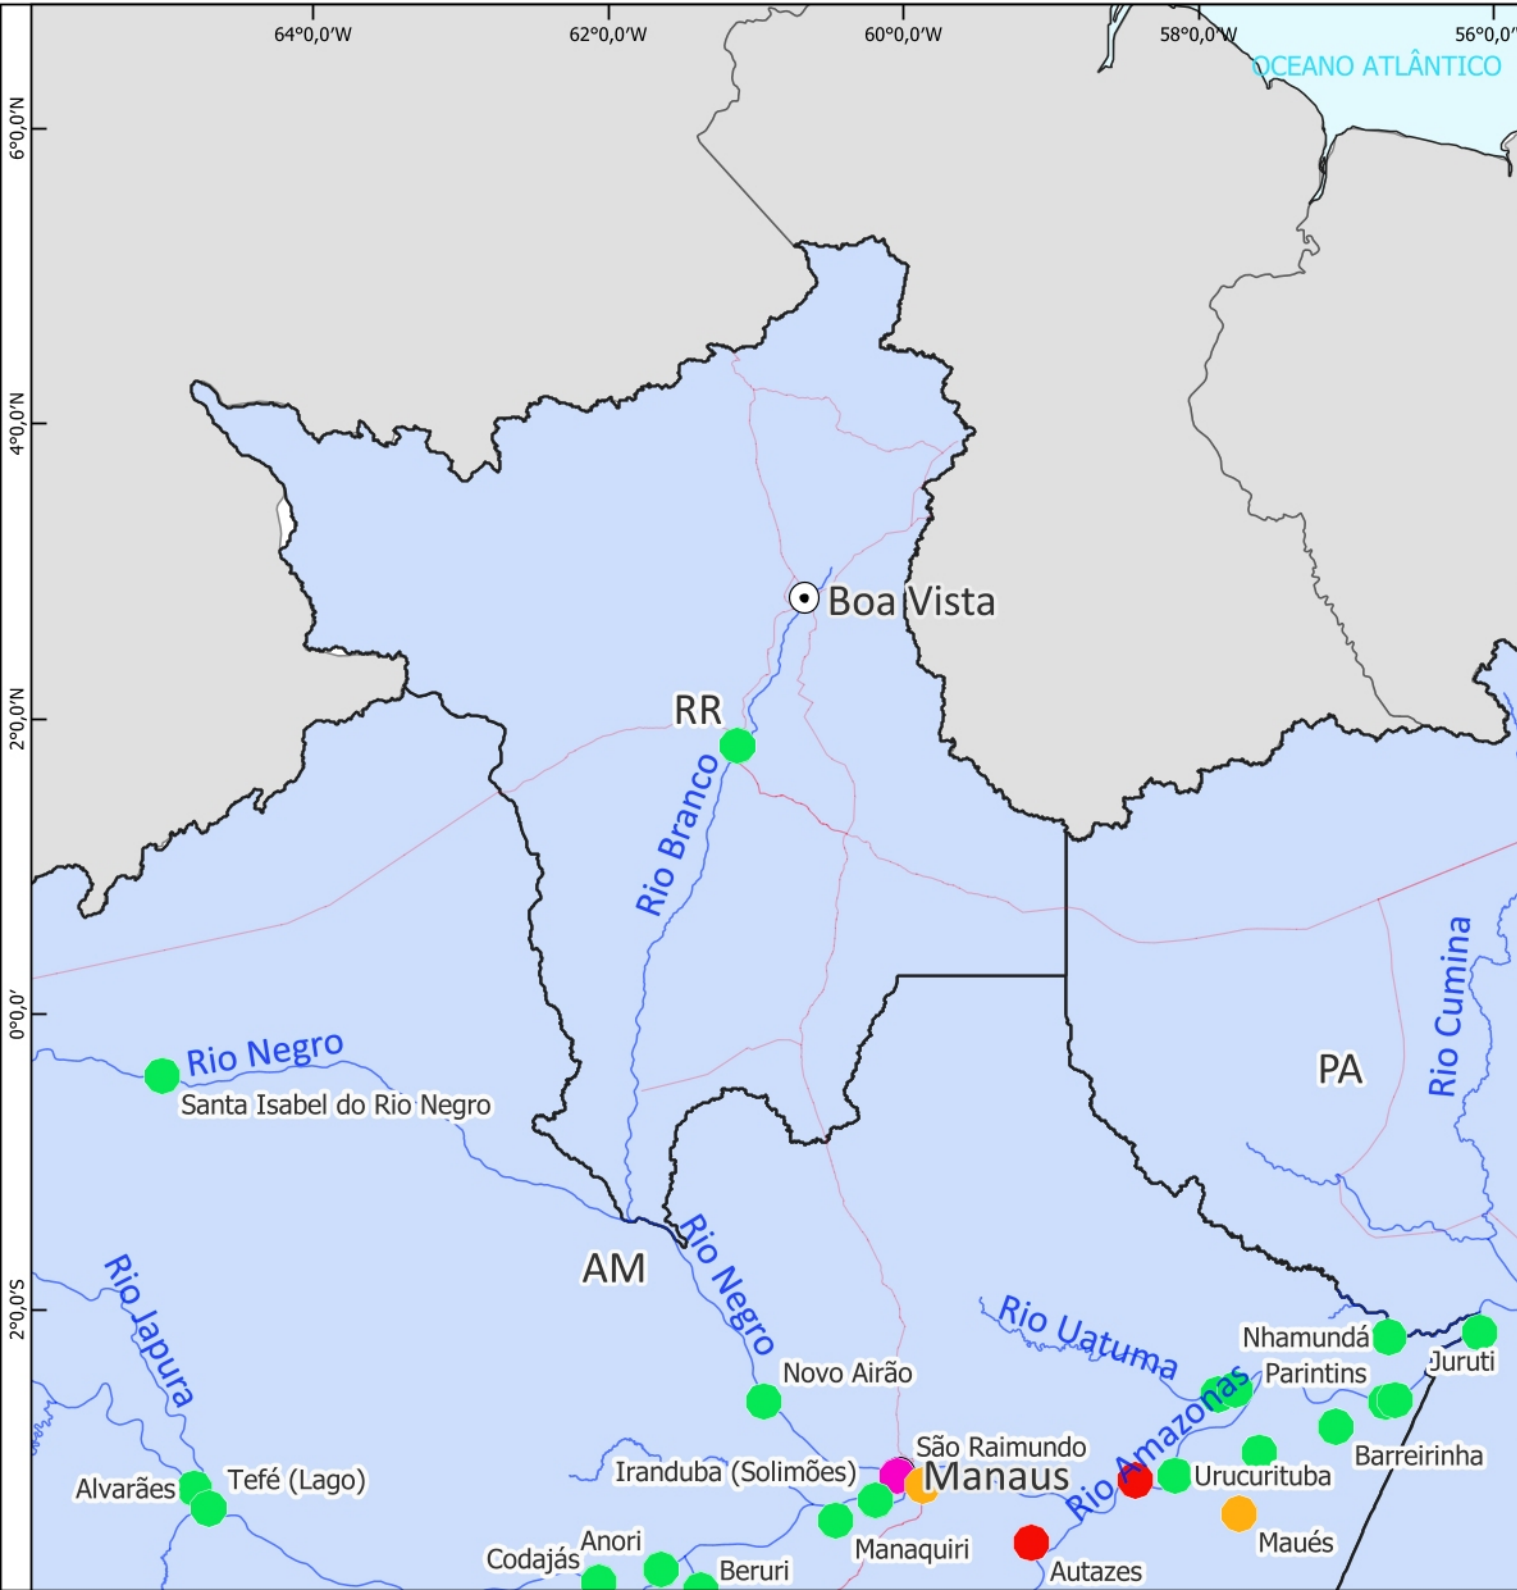 64°0,0'W
62°0,0'W
60°0,0'W
58°0,0'W
56°0,0'
OCEANO ATLÂNTICO
6°0,0'N
4°0,0'N
Boa Vista
RR
2°0,0'N
Rio Branco
Rio Cumina
0°0,0'
Rio Negro
PA
Santa Isabel do Rio Negro
AM
Rio Negro
Rio Japura
2°0,0'S
Rio Uatuma
Nhamundá
Juruti
Parintins
Novo Airão
Rio Amazonas
São Raimundo
Barreirinha
Iranduba (Solimões)
Manaus
Urucurituba
Alvarães
Tefé (Lago)
Maués
Manaquiri
Anori
Codajás
Beruri
Autazes